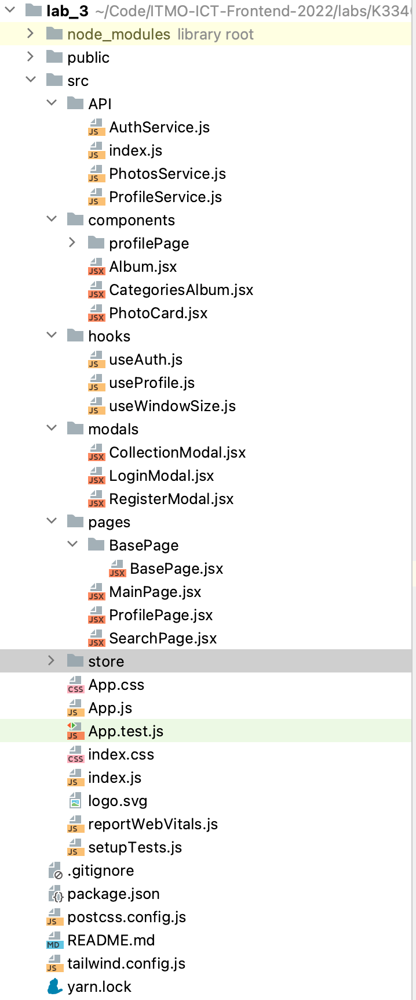 lab_3 ~/Code/ITMO-ICT-Frontend-2022/labs/K334
node_modules library root
public
src
API
JS AuthService.js
JS index.js
JS PhotosService.js
JS ProfileService.js
components
profilePage
JSX Album.jsx
JSX CategoriesAlbum.jsx
JSX PhotoCard.jsx
hooks
JS useAuth.js
JS useProfile.js
JS useWindowSize.js
modals
JSX CollectionModal.jsx
JSX LoginModal.jsx
JSX RegisterModal.jsx
pages
BasePage
JSX BasePage.jsx
JSX MainPage.jsx
JSX ProfilePage.jsx
JSX SearchPage.jsx
store
CSS App.css
JS App.js
JS App.test.js
CSS index.css
JS index.js
logo.svg
JS reportWebVitals.js
JS setupTests.js
.gitignore
package.json
JS postcss.config.js
MD README.md
JS tailwind.config.js
yarn.lock